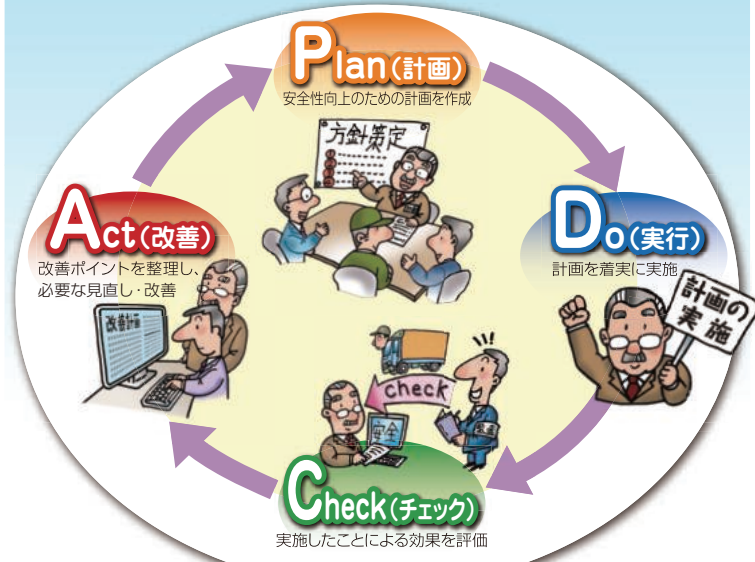 Plan(計画)
安全性向上のための計画を作成
方針策定
Act(改善)
改善ポイントを整理し、
必要な見直し・改善
Do(実行)
計画を着実に実施
計画の
実施
改善計画
check
安全
Check(チェック)
実施したことによる効果を評価